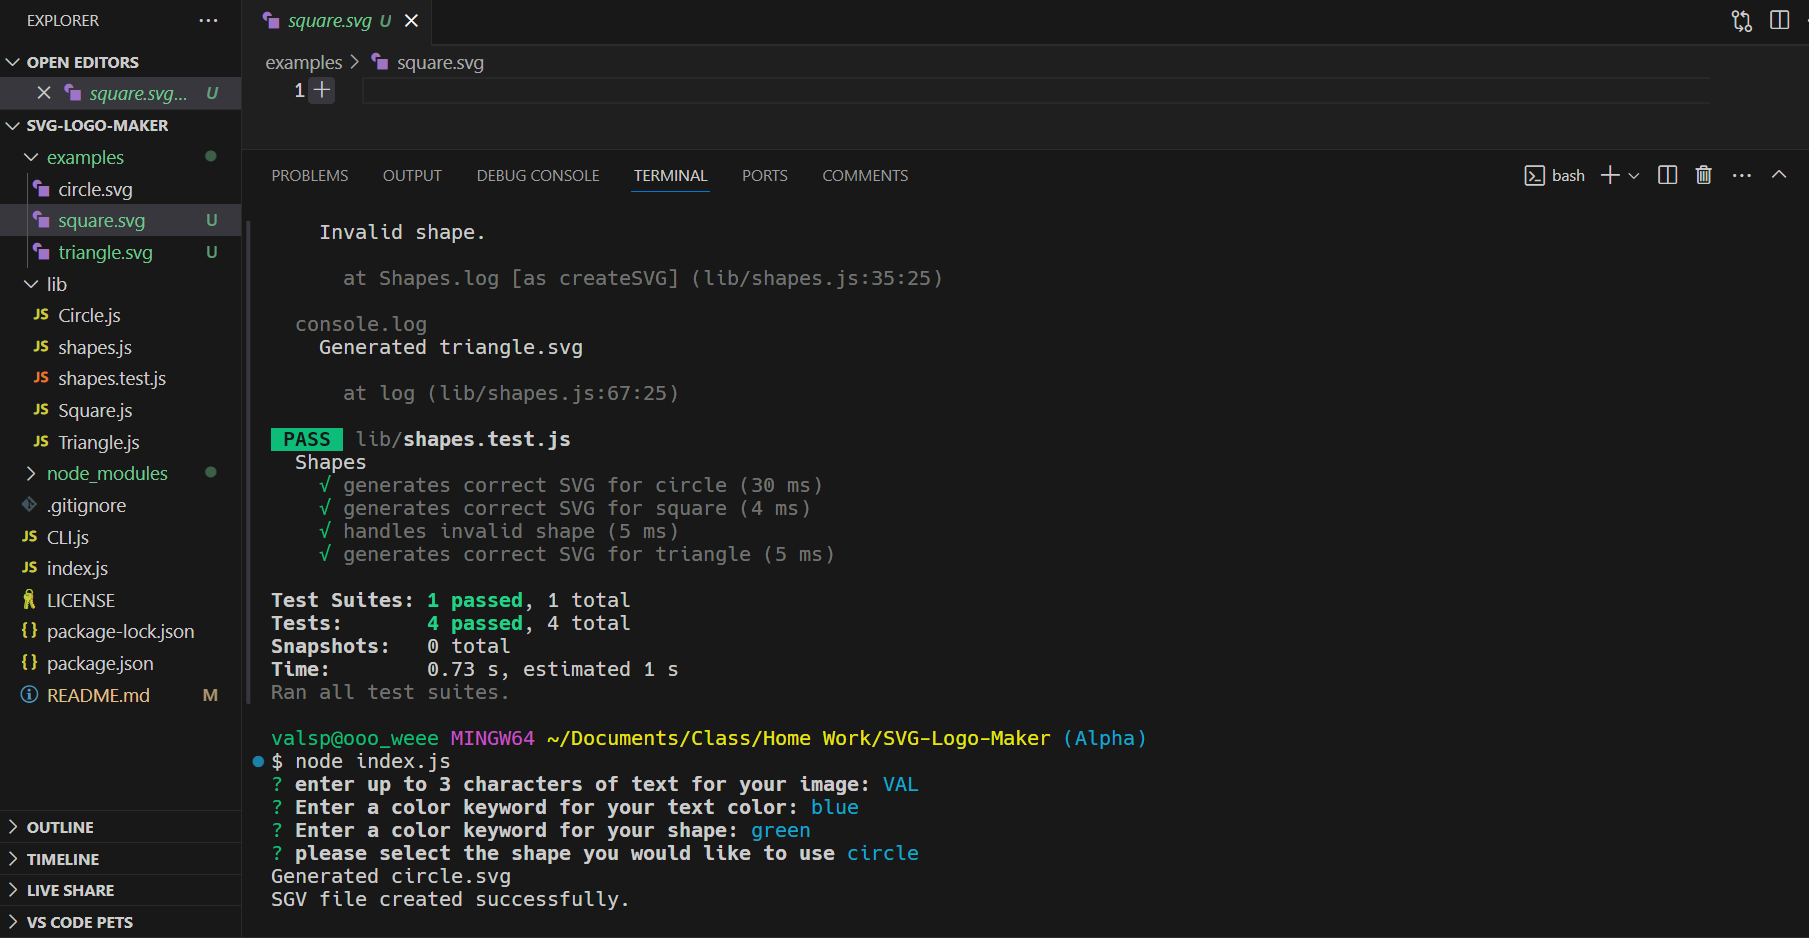 EXPLORER
OPEN EDITORS
square.svg... U
SVG-LOGO-MAKER
examples
circle.svg
square.svg U
triangle.svg U
lib
JS Circle.js
JS shapes.js
JS shapes.test.js
JS Square.js
JS Triangle.js
node_modules
.gitignore
JS CLI.js
JS index.js
LICENSE
{} package-lock.json
{} package.json
README.md M
OUTLINE
TIMELINE
LIVE SHARE
VS CODE PETS
square.svg U
examples > square.svg
1
PROBLEMS OUTPUT DEBUG CONSOLE TERMINAL PORTS COMMENTS
bash
Invalid shape.
at Shapes.log [as createSVG] (lib/shapes.js:35:25)
console.log
Generated triangle.svg
at log (lib/shapes.js:67:25)
PASS lib/shapes.test.js
Shapes
√ generates correct SVG for circle (30 ms)
√ generates correct SVG for square (4 ms)
√ handles invalid shape (5 ms)
√ generates correct SVG for triangle (5 ms)
Test Suites: 1 passed, 1 total
Tests: 4 passed, 4 total
Snapshots: 0 total
Time: 0.73 s, estimated 1 s
Ran all test suites.
valsp@ooo_weee MINGW64 ~/Documents/Class/Home Work/SVG-Logo-Maker (Alpha)
$ node index.js
? enter up to 3 characters of text for your image: VAL
? Enter a color keyword for your text color: blue
? Enter a color keyword for your shape: green
? please select the shape you would like to use circle
Generated circle.svg
SGV file created successfully.